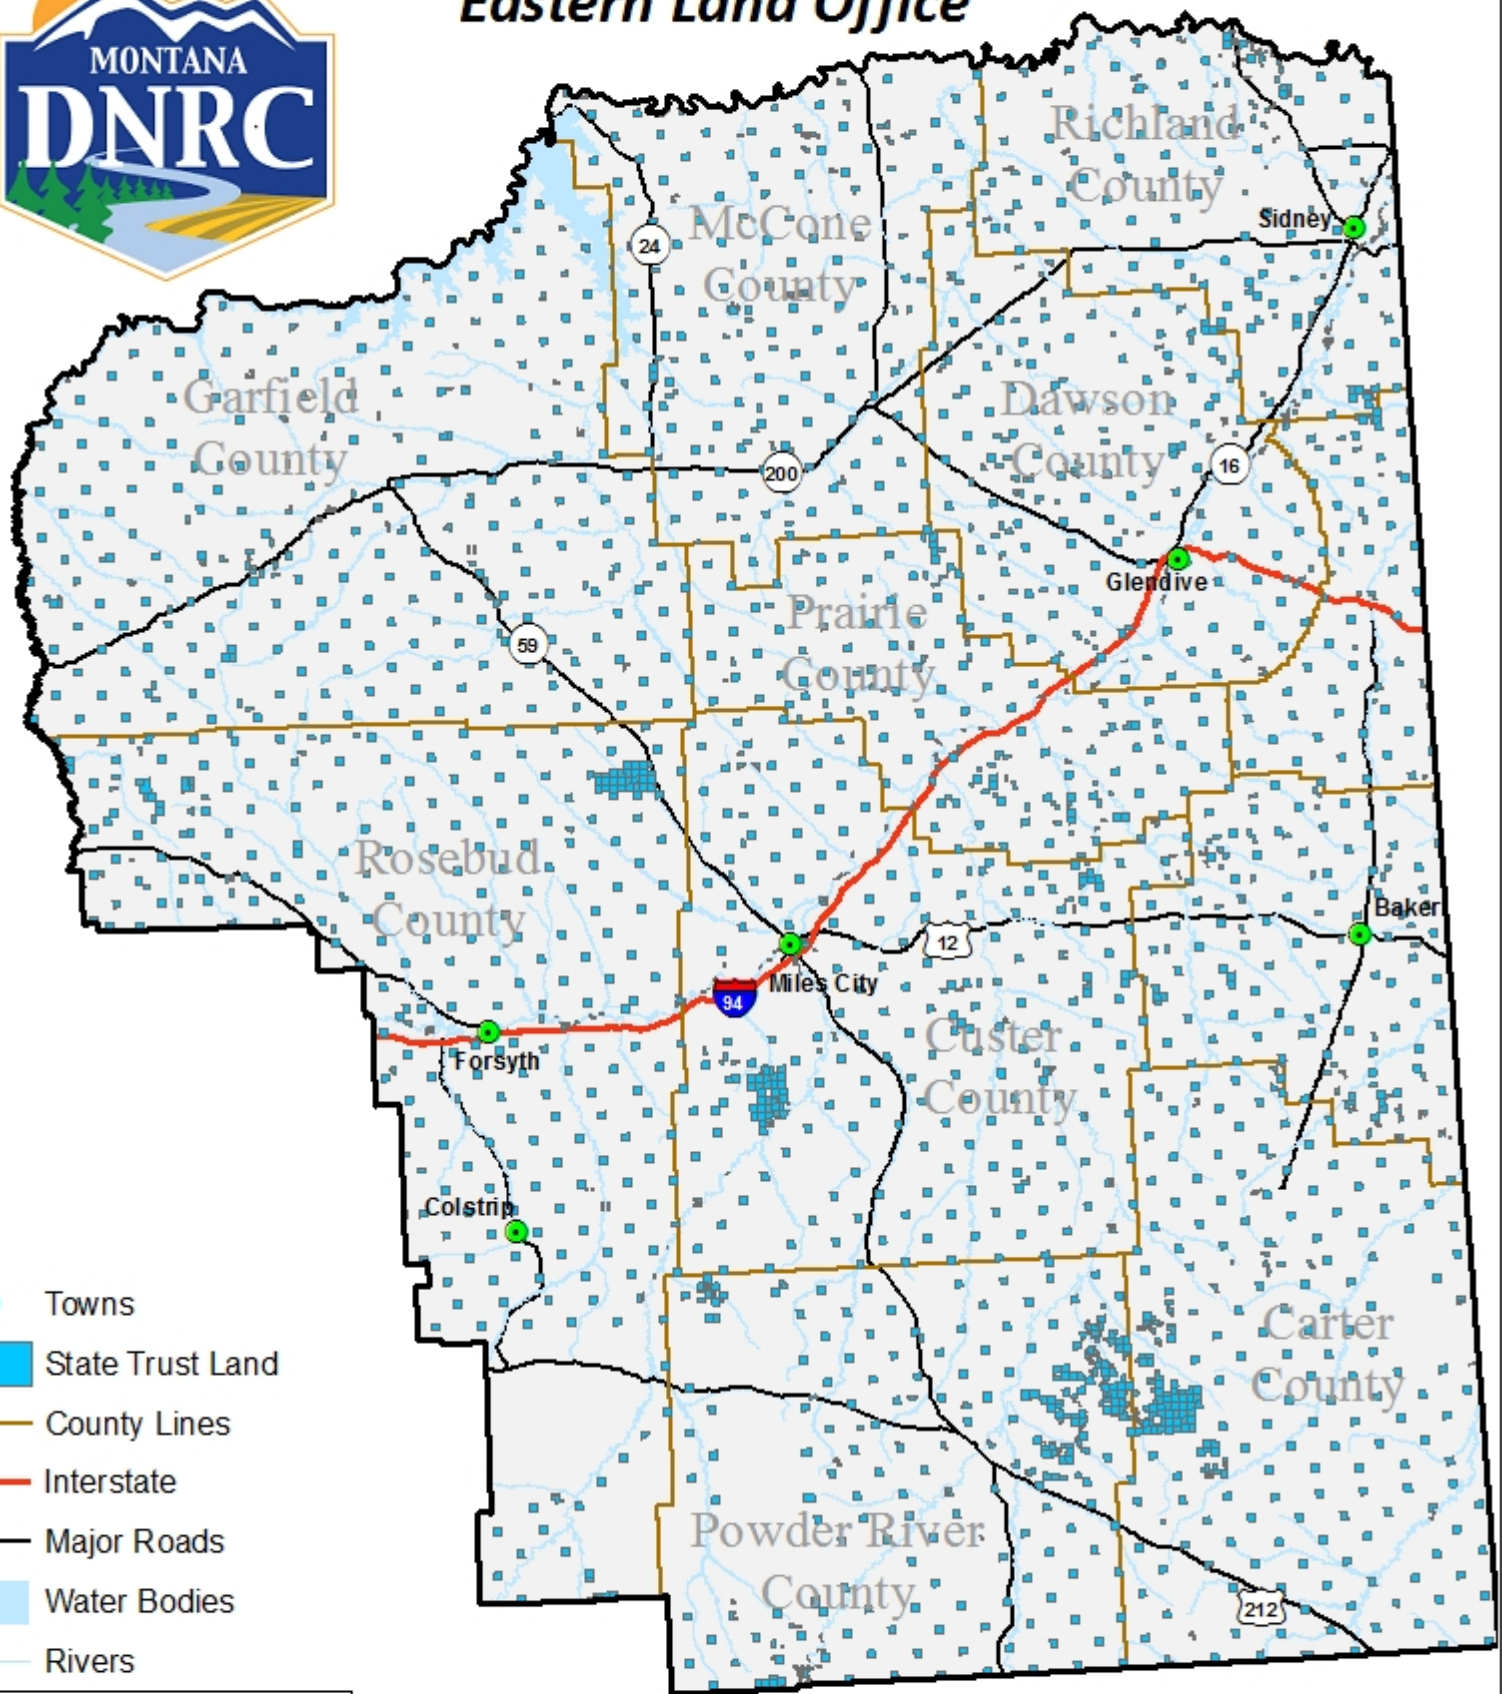 Eastern Land Office
MONTANA
DNRC
Richland
County
Sidney
McCone
County
24
Garfield
County
Dawson
County
200
16
Glendive
Prairie
County
59
Rosebud
County
Baker
12
Miles City
94
Custer
County
Forsyth
Colstrip
Carter
County
Powder River
County
212
Towns
State Trust Land
County Lines
Interstate
Major Roads
Water Bodies
Rivers